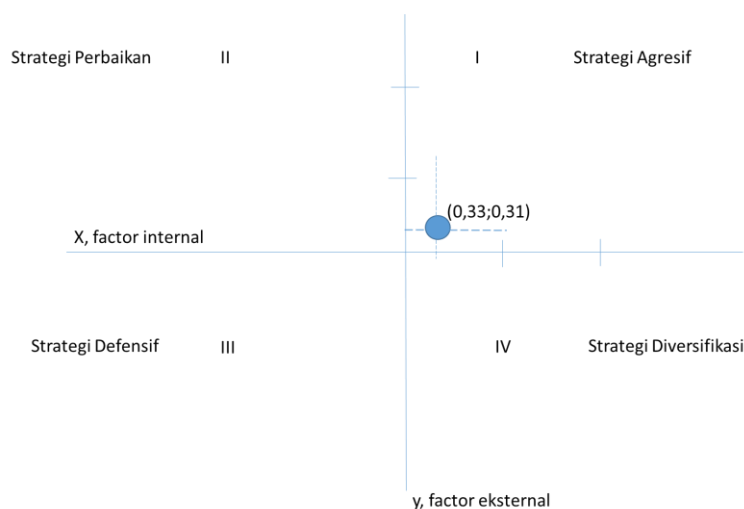 Strategi Perbaikan II I Strategi Agresif
(0,33;0,31)
X, factor internal
Strategi Defensif III IV Strategi Diversifikasi
y, factor eksternal